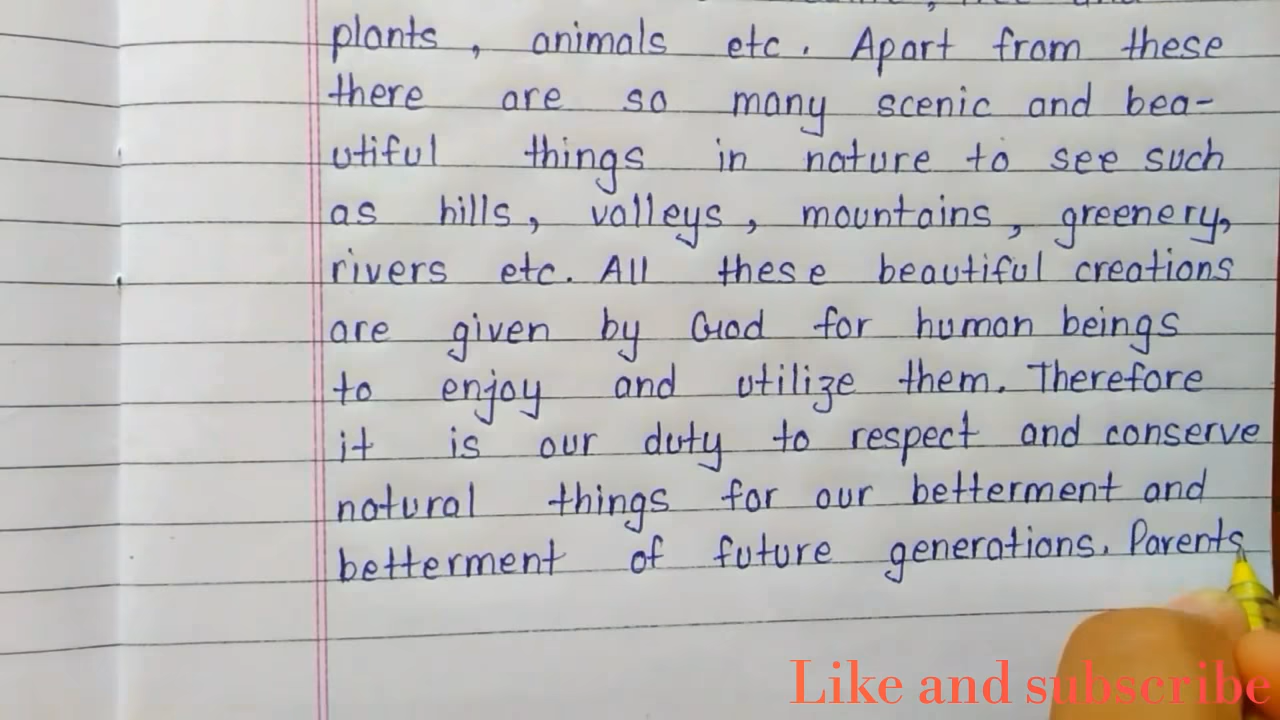 plants, animals etc. Apart from these
there are so many scenic and bea-
utiful things in nature to see such
as hills, valleys, mountains, greenery,
rivers etc. All these beautiful creations
are given by God for human beings
to enjoy and utilize them. Therefore
it is our duty to respect and conserve
natural things for our betterment and
betterment of future generations. Parents
Like and subscribe